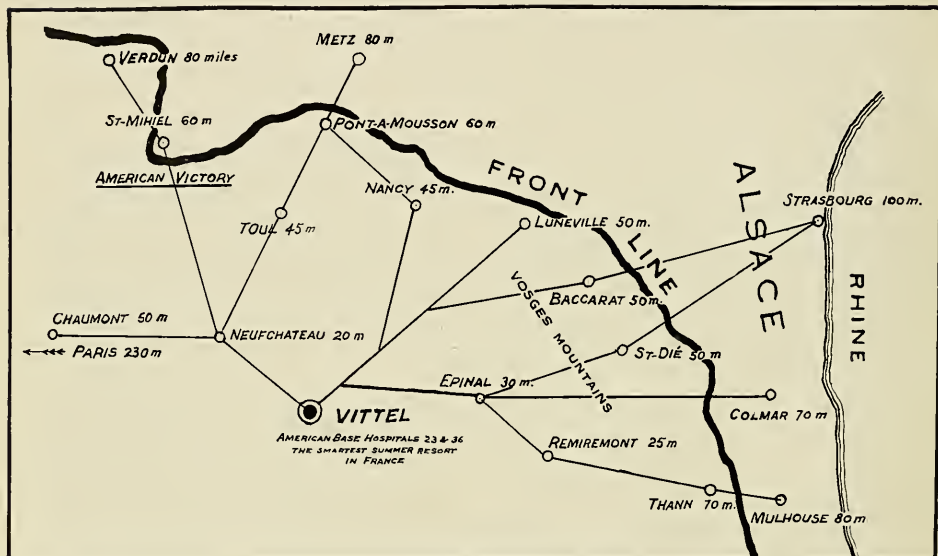 METZ 80 m
VERDUN 80 miles
ST-MIHIEL 60 m
PONT-A-MOUSSON 60 m
AMERICAN VICTORY
FRONT LINE
ALSACE
NANCY 45 m.
STRASBOURG 100 m.
TOUL 45 m
LUNEVILLE 50 m.
RHINE
VOSGES MOUNTAINS
BACCARAT 50 m.
CHAUMONT 50 m
NEUFCHATEAU 20 m
PARIS 230 m
ST-DIÉ 50 m
EPINAL 30 m.
COLMAR 70 m
VITTEL
AMERICAN BASE HOSPITALS 23 & 36
THE SMARTEST SUMMER RESORT
IN FRANCE
REMIREMONT 25 m
THANN 70 m.
MULHOUSE 80 m